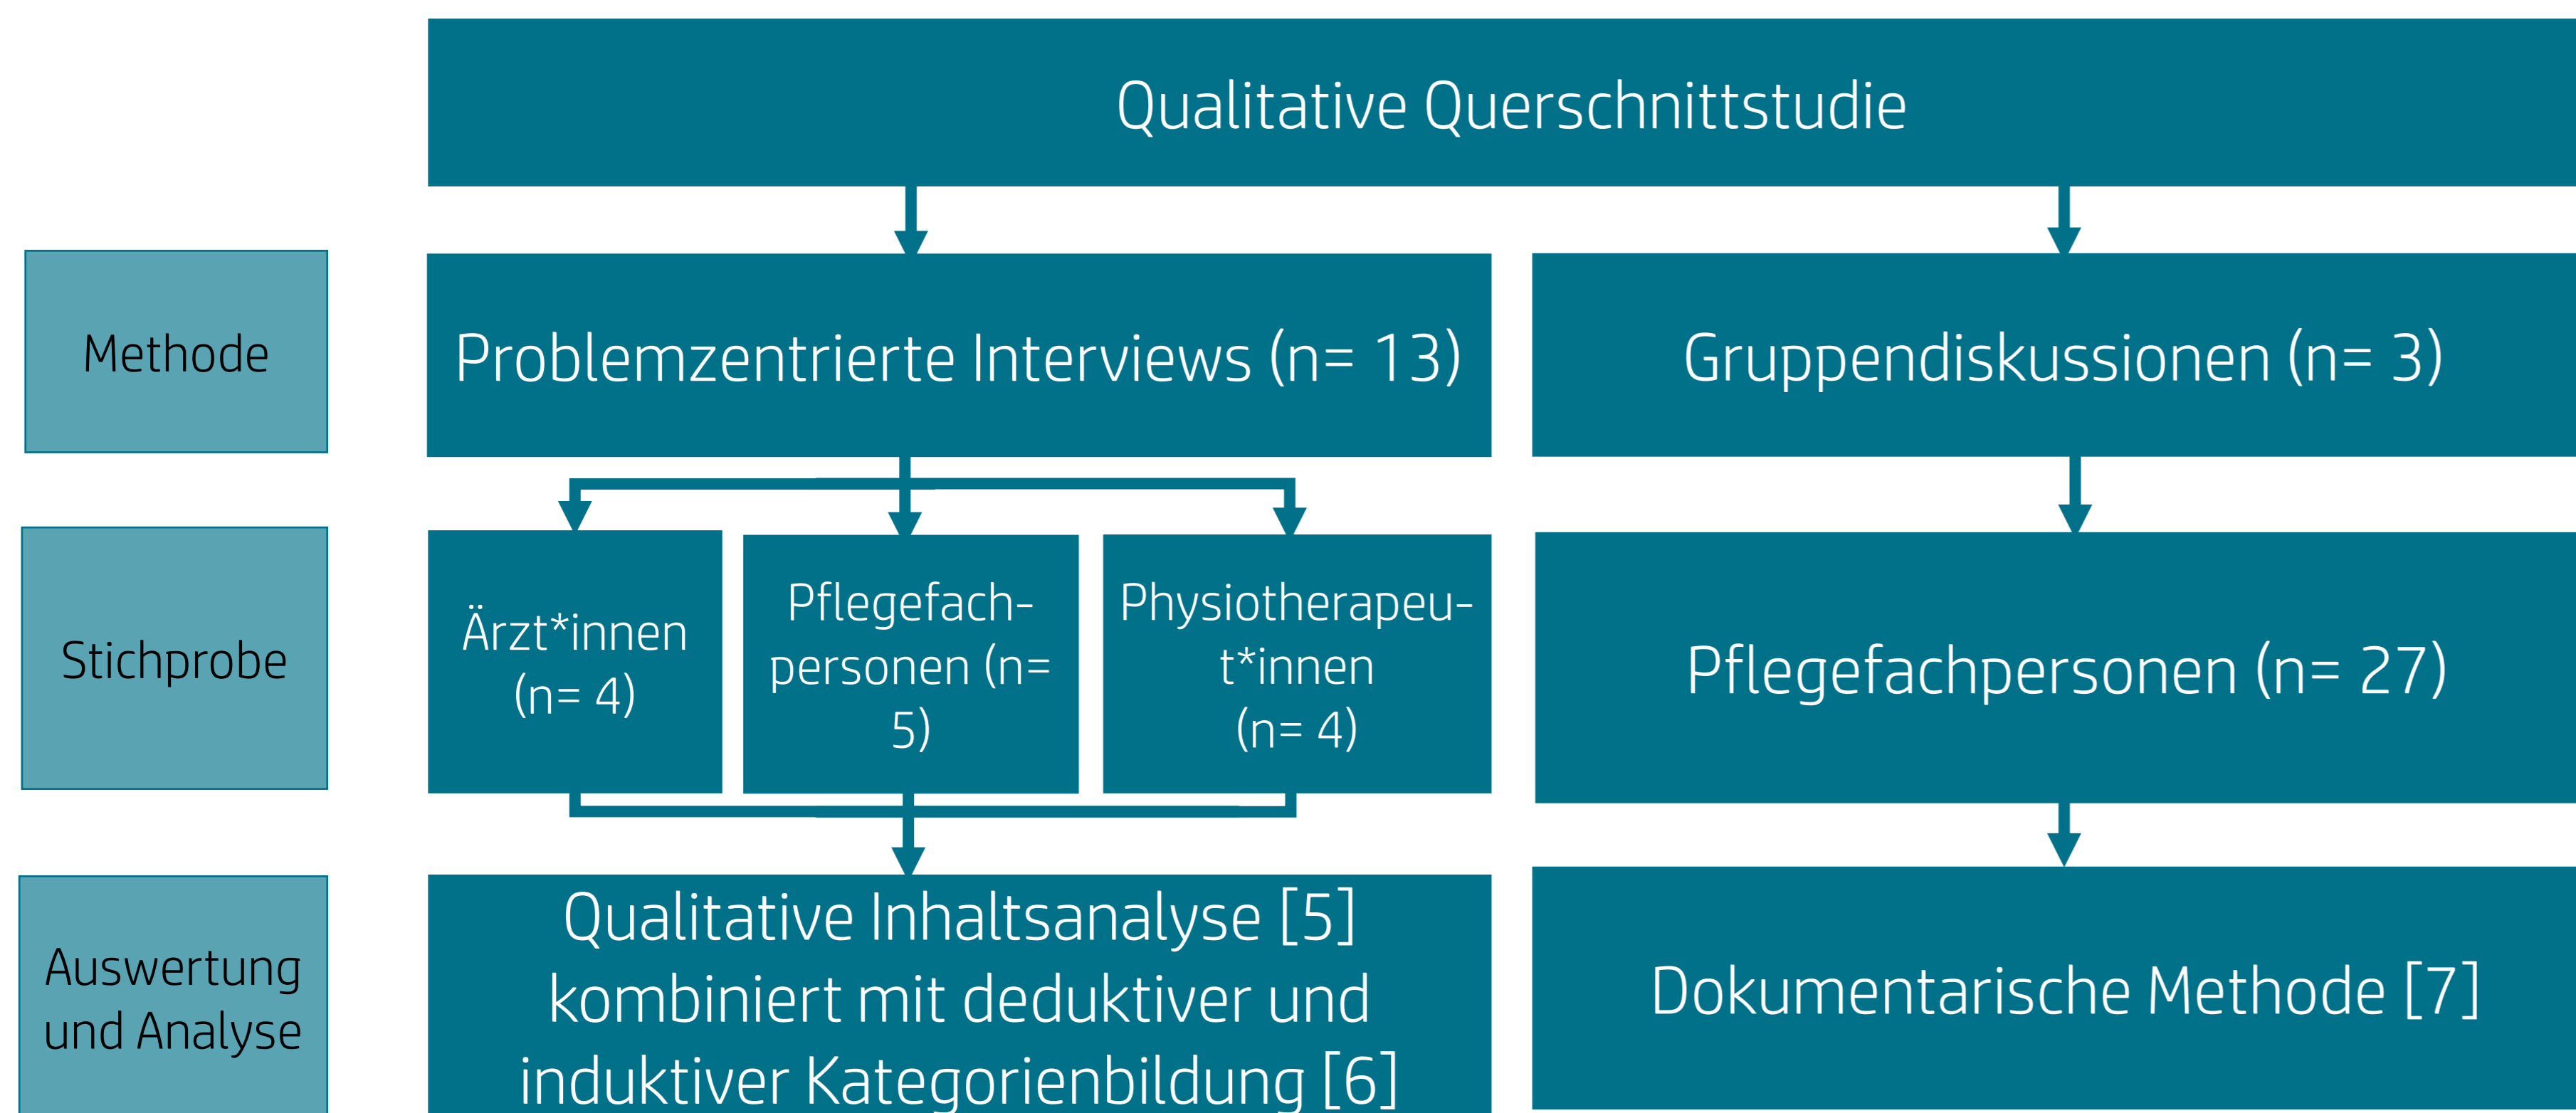 Qualitative Querschnittstudie
Methode
Problemzentrierte Interviews (n= 13)
Gruppendiskussionen (n= 3)
Stichprobe
Ärzt*innen
(n= 4)
Pflegefach-
personen (n=
5)
Physiotherapeu-
t*innen
(n= 4)
Pflegefachpersonen (n= 27)
Auswertung
und Analyse
Qualitative Inhaltsanalyse [5]
kombiniert mit deduktiver und
induktiver Kategorienbildung [6]
Dokumentarische Methode [7]